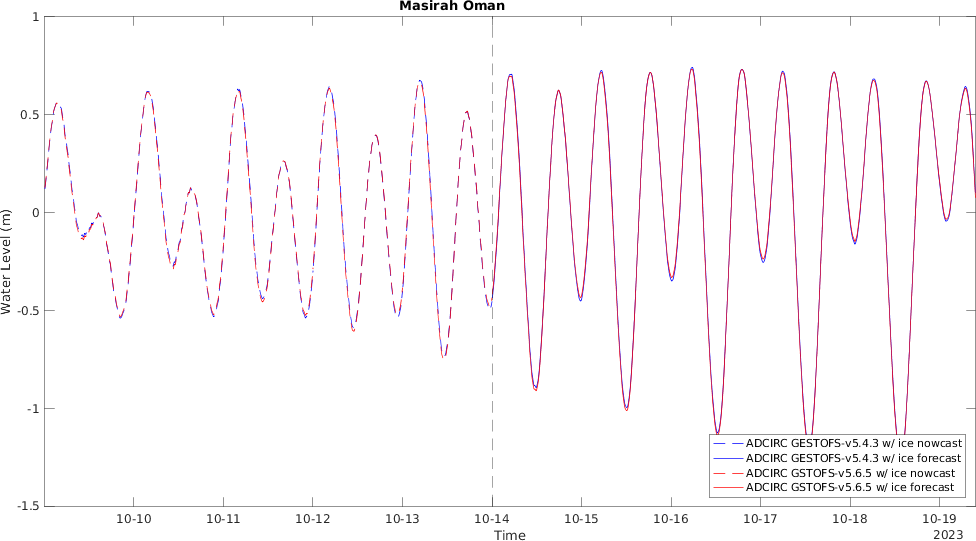 Masirah Oman
1
0.5
0
-0.5
-1
-1.5
Water Level (m)
10-10 10-11 10-12 10-13 10-14 10-15 10-16 10-17 10-18 10-19
Time
2023
ADCIRC GESTOFS-v5.4.3 w/ ice nowcast
ADCIRC GESTOFS-v5.4.3 w/ ice forecast
ADCIRC GSTOFS-v5.6.5 w/ ice nowcast
ADCIRC GSTOFS-v5.6.5 w/ ice forecast